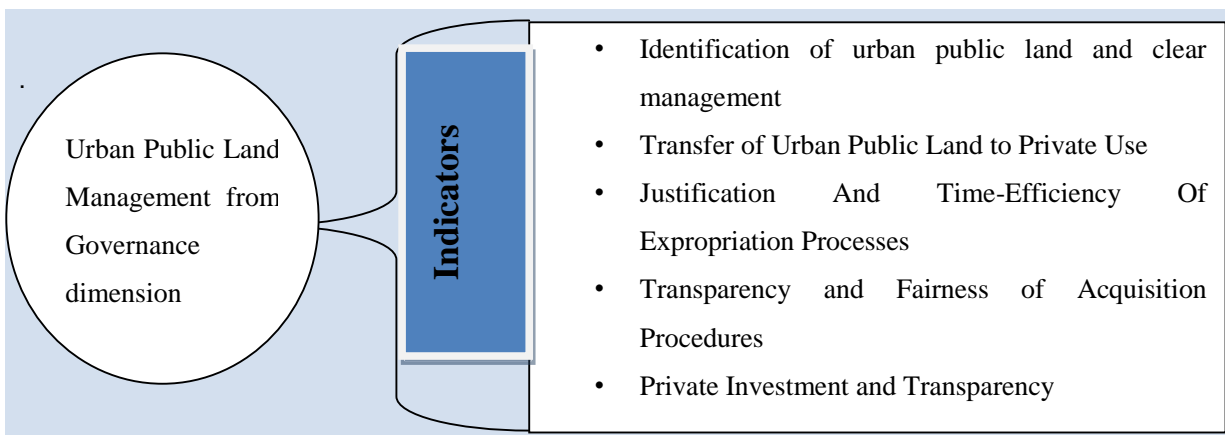 .
Urban Public Land
Management from
Governance
dimension
Indicators
• Identification of urban public land and clear
management
• Transfer of Urban Public Land to Private Use
• Justification And Time-Efficiency Of
Expropriation Processes
• Transparency and Fairness of Acquisition
Procedures
• Private Investment and Transparency